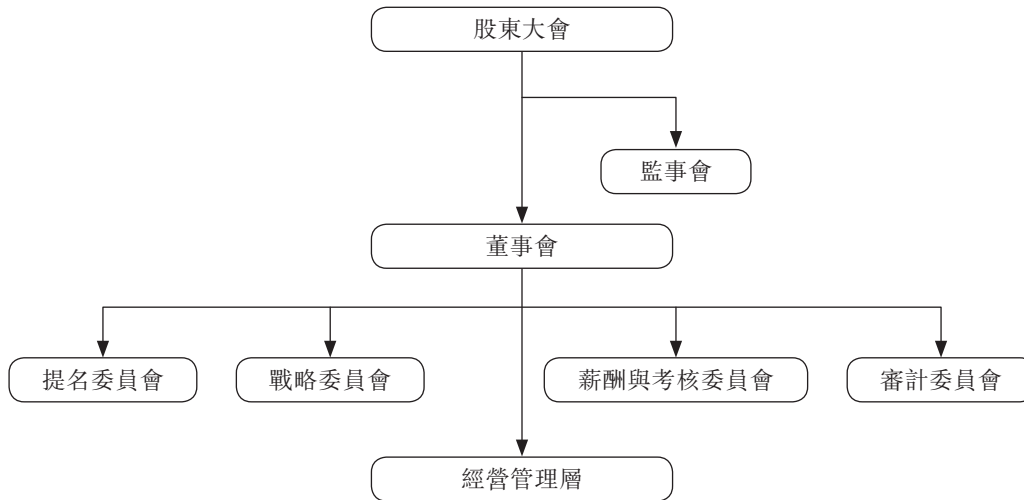 股東大會
監事會
董事會
提名委員會
戰略委員會
薪酬與考核委員會
審計委員會
經營管理層